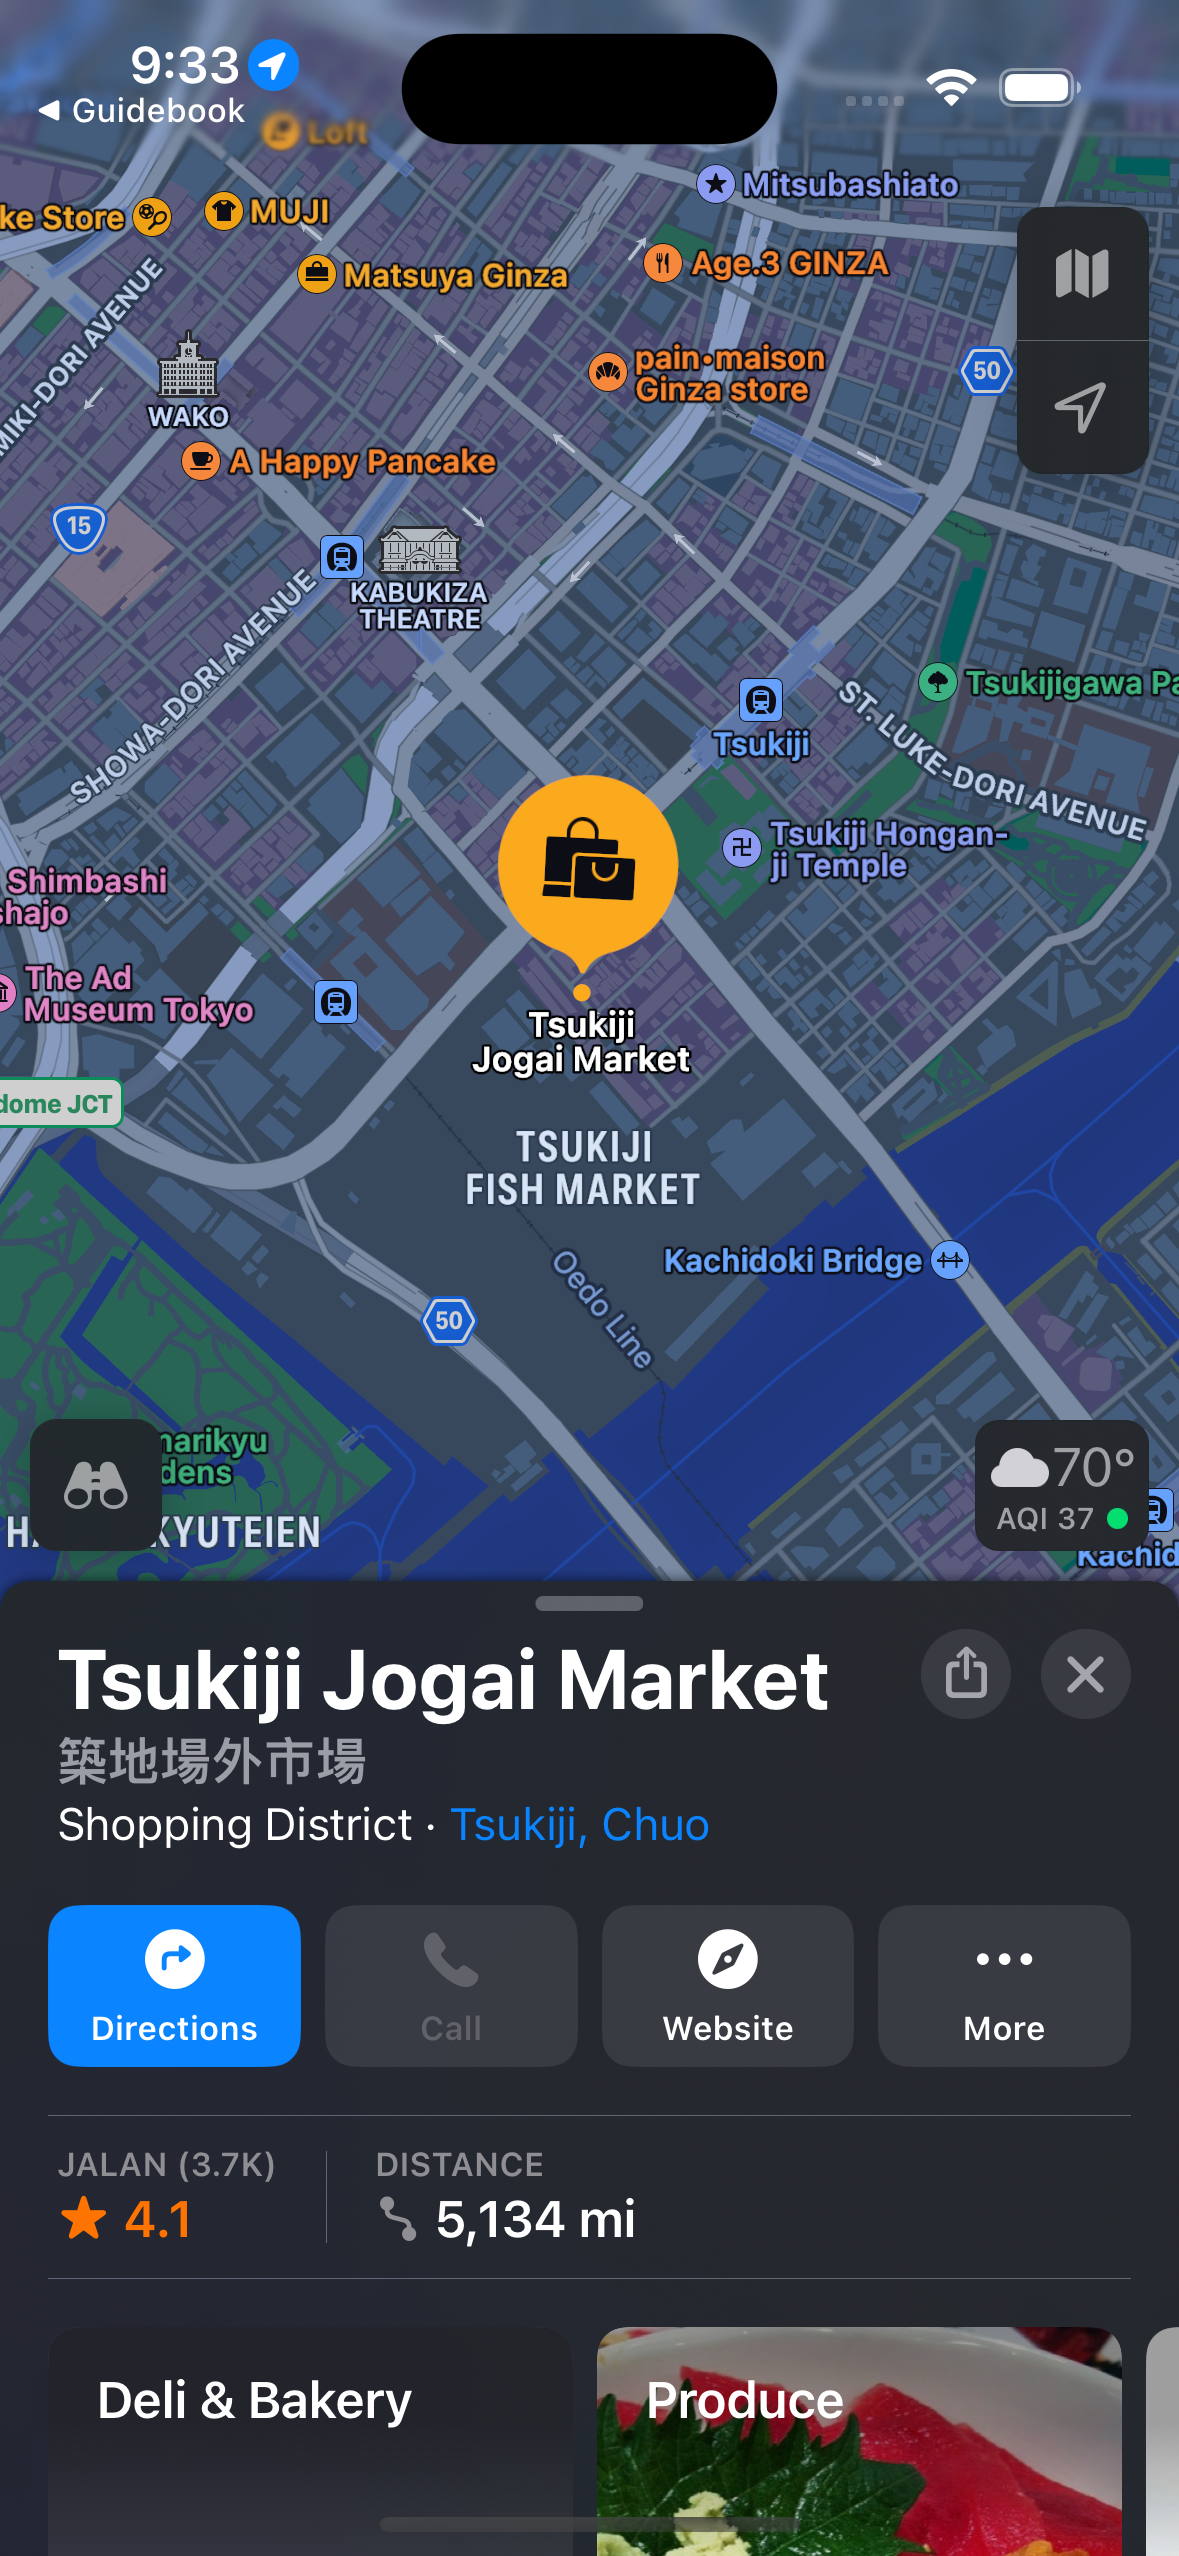 9:33
Guidebook
Loft
Mitsubashiato
ke Store
MUJI
Age.3 GINZA
Matsuya Ginza
MIKI-DORI AVENUE
pain•maison
Ginza store
50
WAKO
A Happy Pancake
15
KABUKIZA
THEATRE
SHOWA-DORI AVENUE
Tsukijigawa Pa
Tsukiji
ST. LUKE-DORI AVENUE
Tsukiji Hongan-
ji Temple
Shimbashi
shajo
The Ad
Museum Tokyo
Tsukiji
Jogai Market
dome JCT
TSUKIJI
FISH MARKET
Kachidoki Bridge
Oedo Line
50
narikyu
dens
KYUTEIEN
70°
AQI 37
Kachid
Tsukiji Jogai Market
築地場外市場
Shopping District · Tsukiji, Chuo
Directions
Call
Website
More
JALAN (3.7K)
4.1
DISTANCE
5,134 mi
Deli & Bakery
Produce